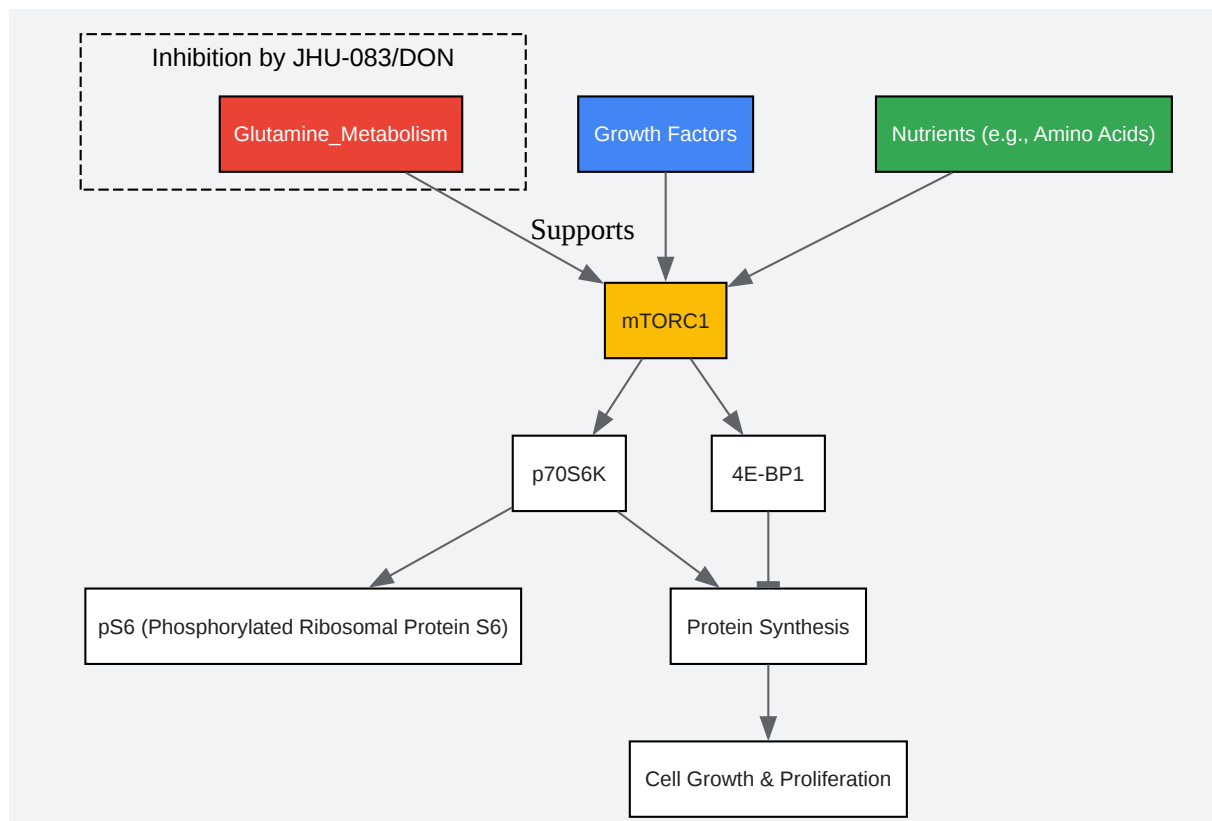 Inhibition by JHU-083/DON
Glutamine_Metabolism
Growth Factors
Nutrients (e.g., Amino Acids)
Supports
mTORC1
p70S6K
4E-BP1
pS6 (Phosphorylated Ribosomal Protein S6)
Protein Synthesis
Cell Growth & Proliferation